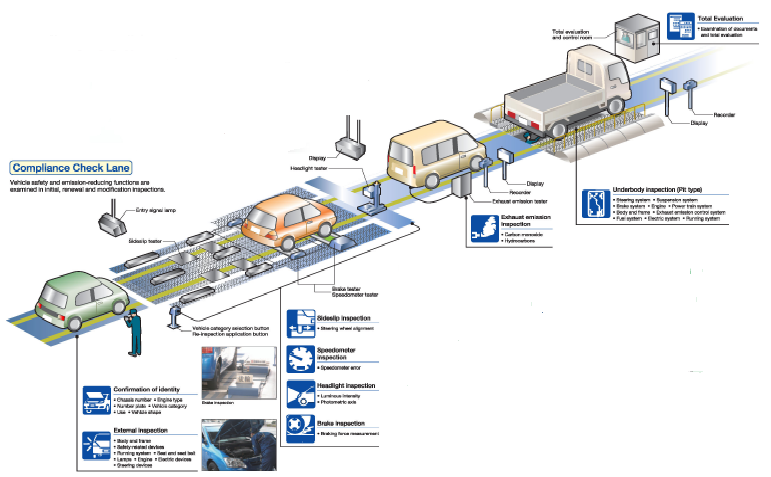 Total Evaluation
• Examination of documents
and total evaluation
Total evaluation
and control room
Recorder
Display
Display
Headlight tester
Display
Recorder
Exhaust emission tester
Compliance Check Lane
Vehicle safety and emission-reducing functions are
examined in initial, renewal and modification inspections.
Entry signal lamp
Sideslip tester
Underbody inspection (Pit type)
• Steering system • Suspension system
• Brake system • Engine • Power train system
• Body and frame • Exhaust emission control system
• Fuel system • Electric system • Running system
Exhaust emission
inspection
• Carbon monoxide
• Hydrocarbons
Brake tester
Speedometer tester
Vehicle category selection button
Re-inspection application button
Sideslip inspection
• Steering wheel alignment
Speedometer
inspection
• Speedometer error
Headlight inspection
• Luminous intensity
• Photometric axis
Brake inspection
• Braking force measurement
Brake inspection
Confirmation of identity
• Chassis number • Engine type
• Number plate • Vehicle category
• Use • Vehicle shape
External inspection
• Body and frame
• Safety related devices
• Running system • Seat and seat belt
• Lamps • Engine • Electric devices
• Steering devices